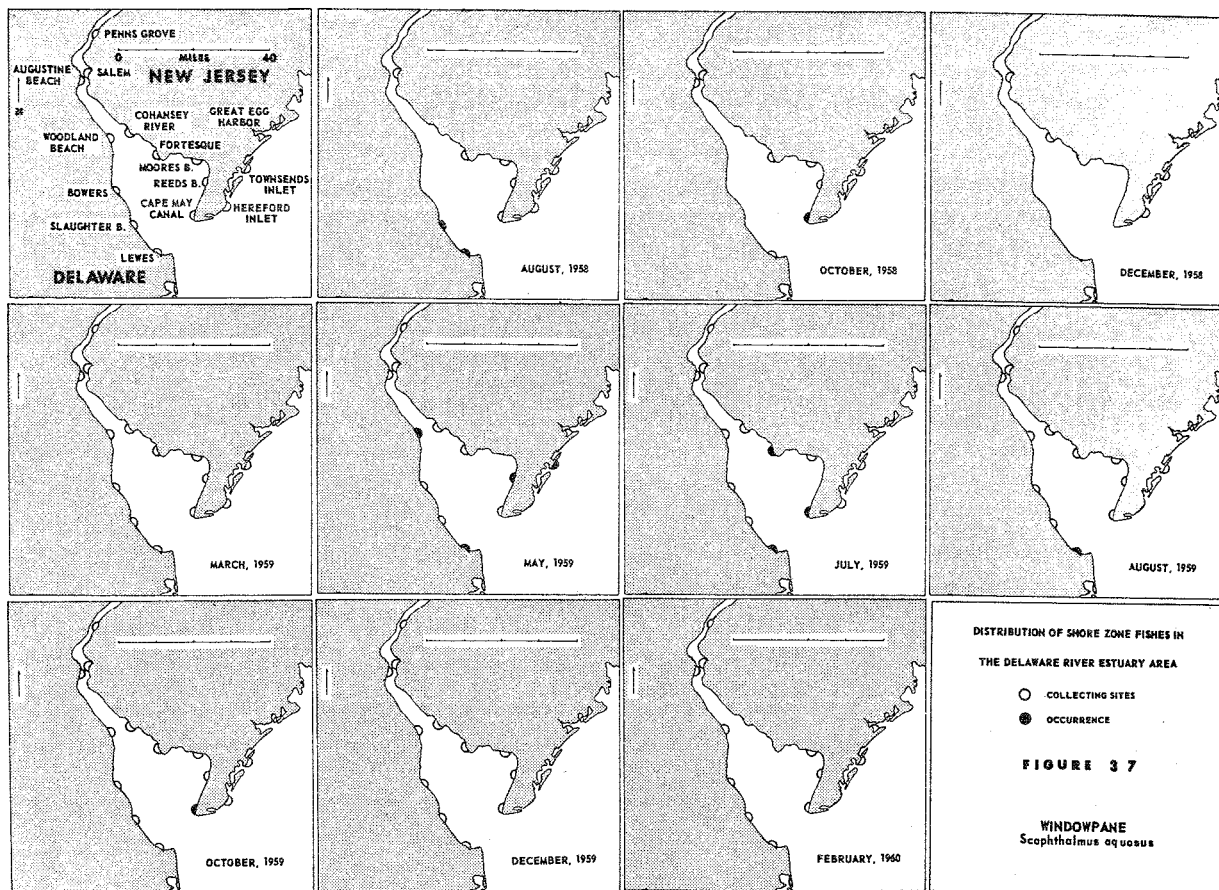 PENNS GROVE
0 MILES 40
AUGUSTINE
BEACH
SALEM
NEW JERSEY
N
COHANSEY
RIVER
GREAT EGG
HARBOR
WOODLAND
BEACH
FORTESQUE
MOORES B.
REEDS B.
TOWNSENDS
INLET
BOWERS
CAPE MAY
CANAL
HEREFORD
INLET
SLAUGHTER B.
LEWES
DELAWARE
AUGUST, 1958
OCTOBER, 1958
DECEMBER, 1958
MARCH, 1959
MAY, 1959
JULY, 1959
AUGUST, 1959
OCTOBER, 1959
DECEMBER, 1959
FEBRUARY, 1960
DISTRIBUTION OF SHORE ZONE FISHES IN
THE DELAWARE RIVER ESTUARY AREA
COLLECTING SITES
OCCURRENCE
FIGURE 37
WINDOWPANE
Scophthalmus aquosus